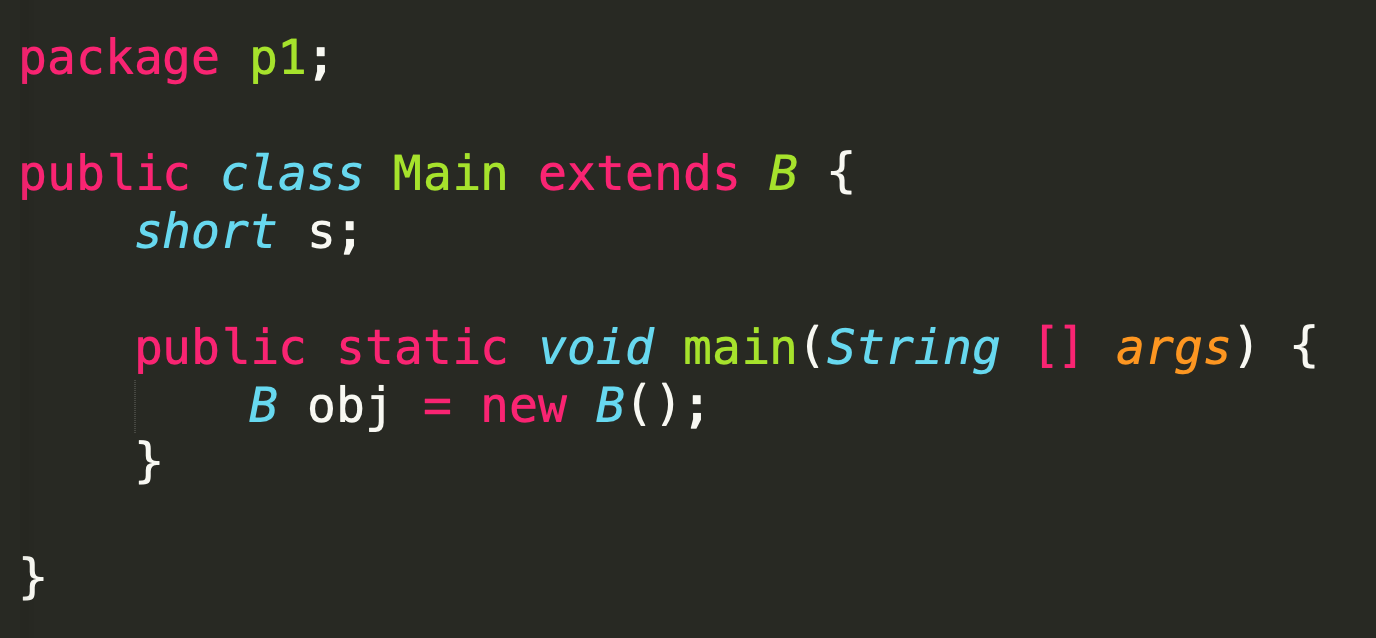 package p1;
public class Main extends B {
short s;
public static void main(String [] args) {
B obj = new B();
}
}